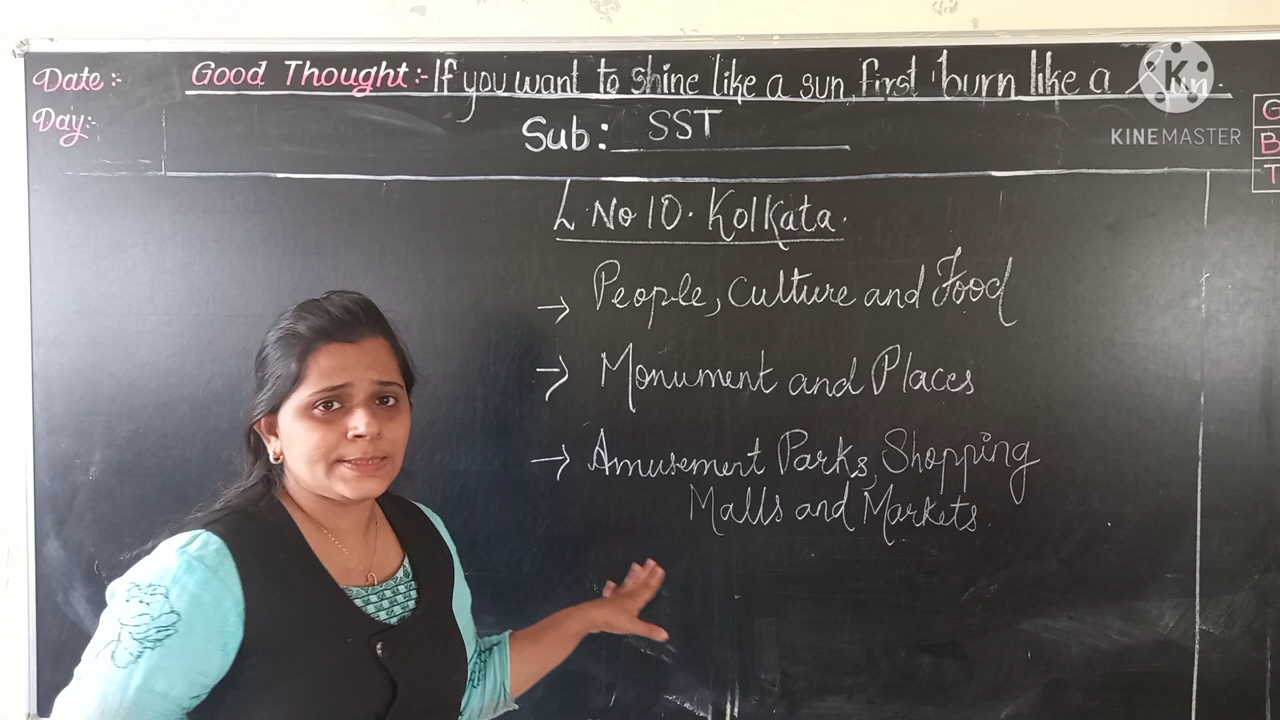 Date:-
Good Thought:- If you want to shine like a sun, first burn like a Sun.
Day:-
Sub: SST
K
KINEMASTER
G
B
T
L. No 10. Kolkata.
→ People, Culture and Food
→ Monument and Places
→ Amusement Parks, Shopping
Malls and Markets.